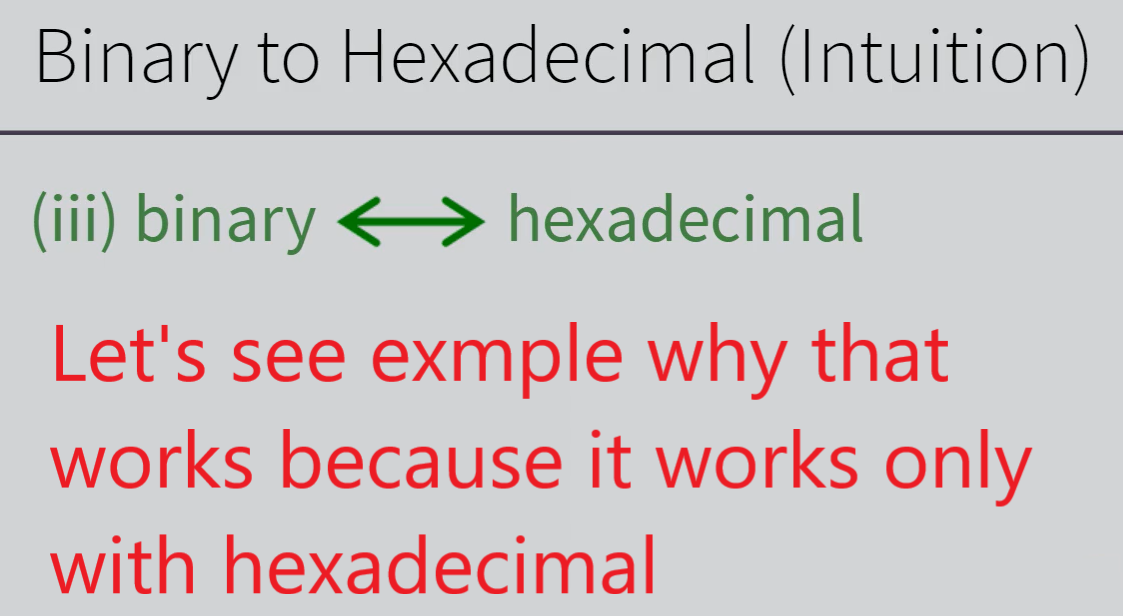 Binary to Hexadecimal (Intuition)
(iii) binary ⟷ hexadecimal
Let's see exmple why that
works because it works only
with hexadecimal